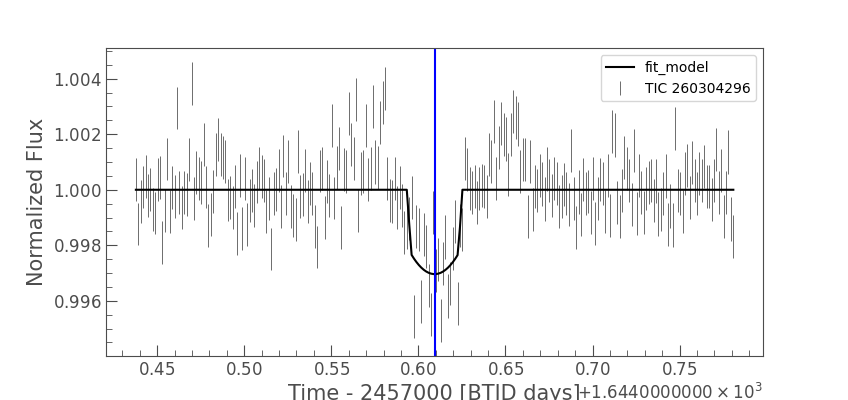 fit_model
TIC 260304296
Normalized Flux
1.004
1.002
1.000
0.998
0.996
0.45 0.50 0.55 0.60 0.65 0.70 0.75
Time - 2457000 [BTJD days]
+1.6440000000 × 10³